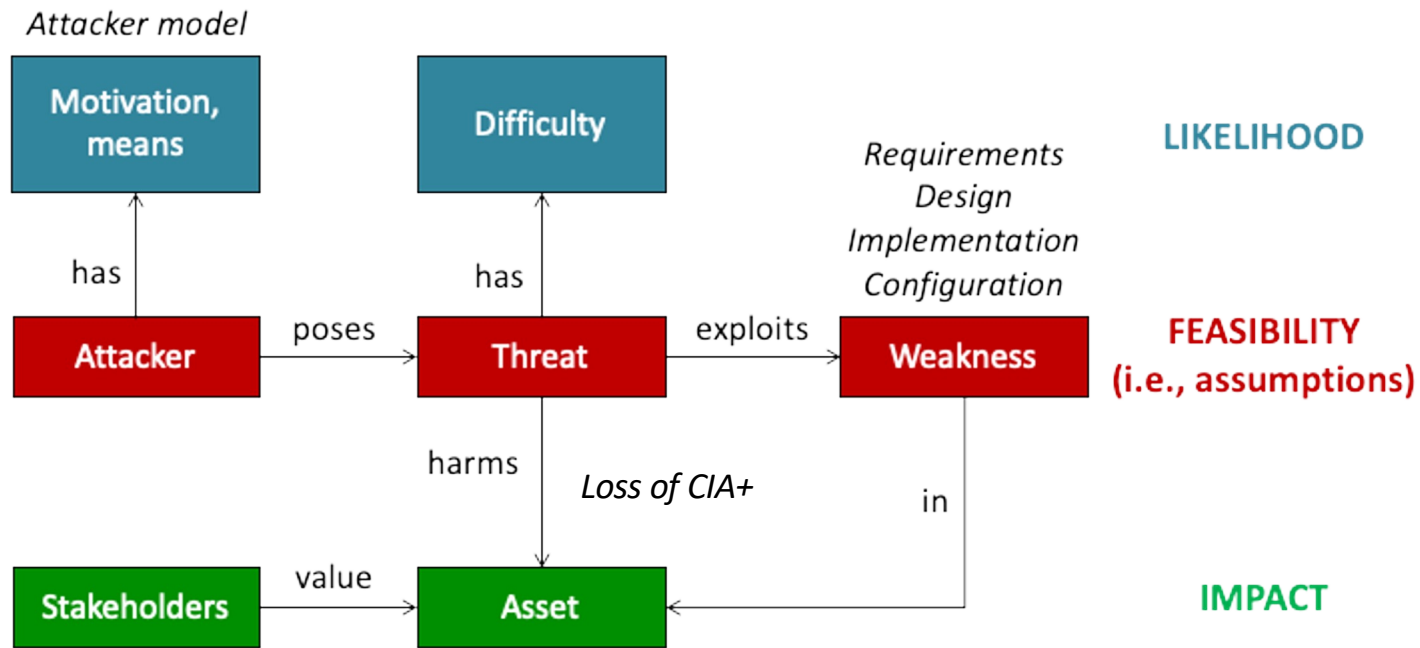 Attacker model
Motivation,
means
Difficulty
LIKELIHOOD
Requirements
Design
Implementation
Configuration
has
has
Attacker
poses
Threat
exploits
Weakness
FEASIBILITY
(i.e., assumptions)
harms
Loss of CIA+
in
Stakeholders
value
Asset
IMPACT